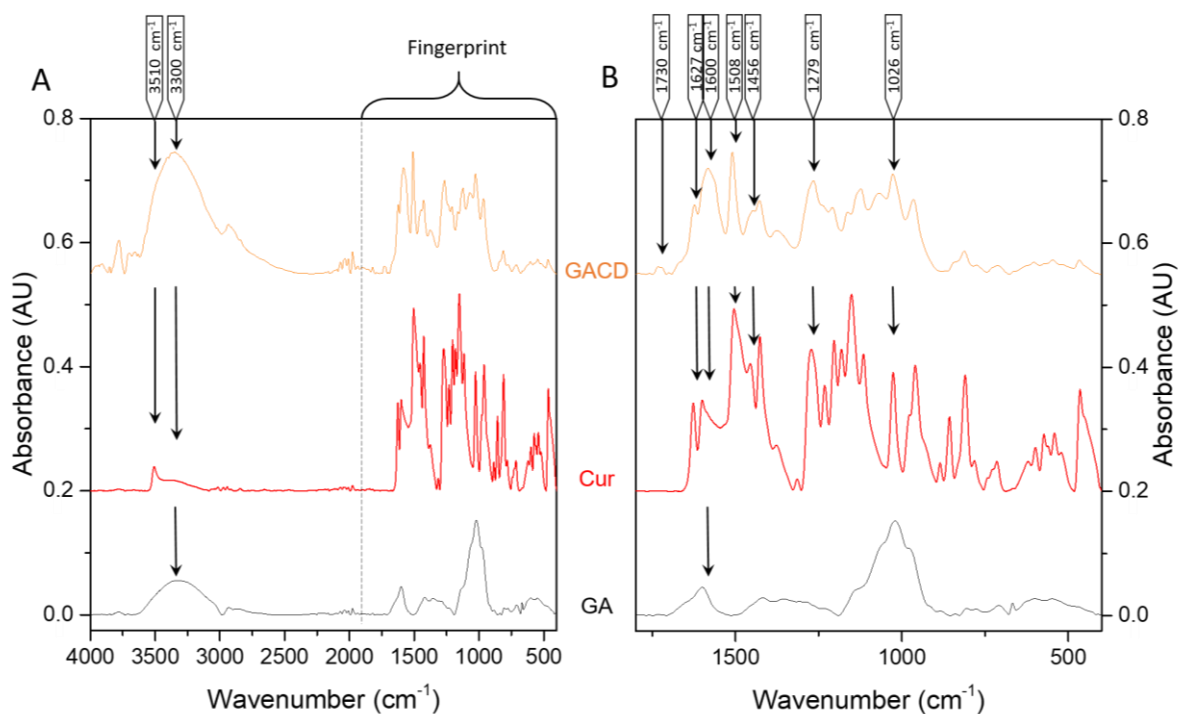 3510 cm-1
3300 cm-1
Fingerprint
A
0.8
0.6
0.4
0.2
0.0
Absorbance (AU)
GACD
Cur
GA
4000 3500 3000 2500 2000 1500 1000 500
Wavenumber (cm-1)
1730 cm-1
1627 cm-1
1600 cm-1
1508 cm-1
1456 cm-1
1279 cm-1
1026 cm-1
B
0.8
0.6
0.4
0.2
0.0
Absorbance (AU)
1500 1000 500
Wavenumber (cm-1)